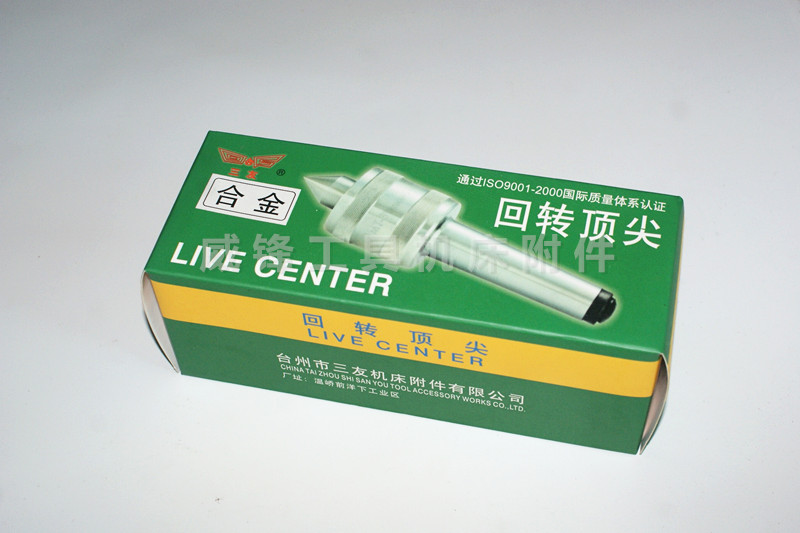 三友®
合金
通过ISO9001-2000国际质量体系认证
回转顶尖
威锋工具机床附件
LIVE CENTER
回转顶尖
LIVE CENTER
台州市三友机床附件有限公司
CHINA TAI ZHOU SHI SAN YOU TOOL ACCESSORY WORKS CO.,LTD.
厂址：温峤前洋下工业区